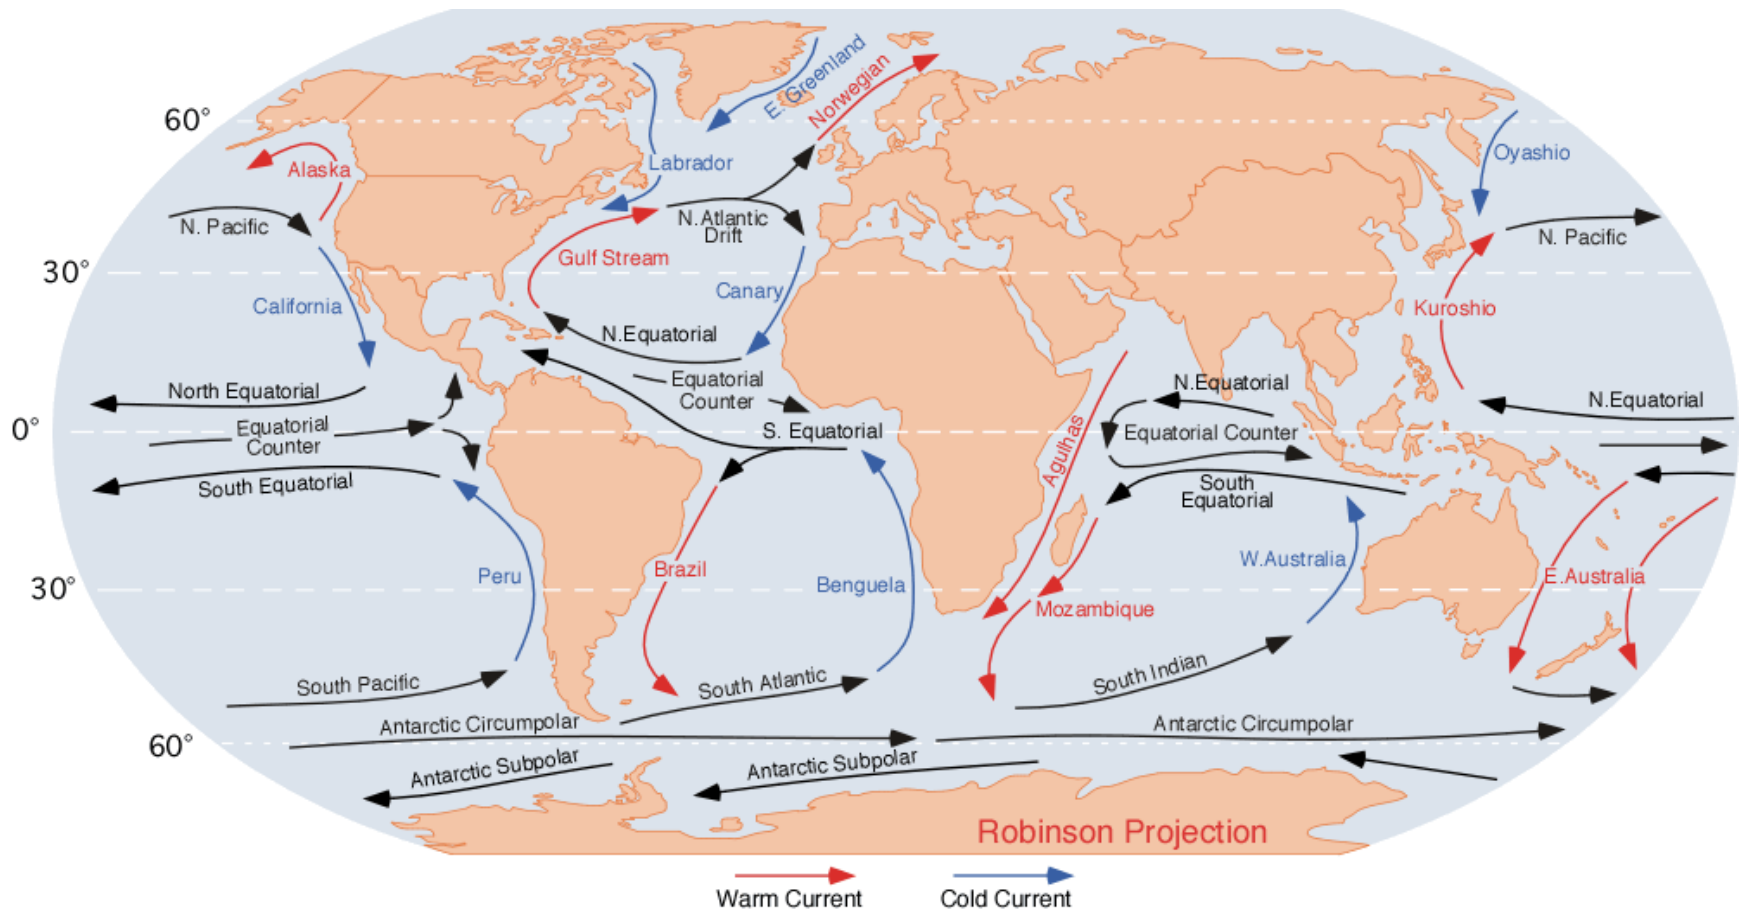 E. Greenland
Norwegian
60°
Labrador
Oyashio
Alaska
N. Pacific
N.Atlantic
Drift
N. Pacific
Gulf Stream
30°
California
Canary
Kuroshio
N.Equatorial
Equatorial
Counter
N.Equatorial
North Equatorial
N.Equatorial
0°
Equatorial
Counter
S. Equatorial
Equatorial Counter
Agulhas
South Equatorial
South
Equatorial
Peru
Brazil
Benguela
W.Australia
E.Australia
30°
Mozambique
South Pacific
South Atlantic
South Indian
Antarctic Circumpolar
Antarctic Circumpolar
60°
Antarctic Subpolar
Antarctic Subpolar
Robinson Projection
Warm Current
Cold Current